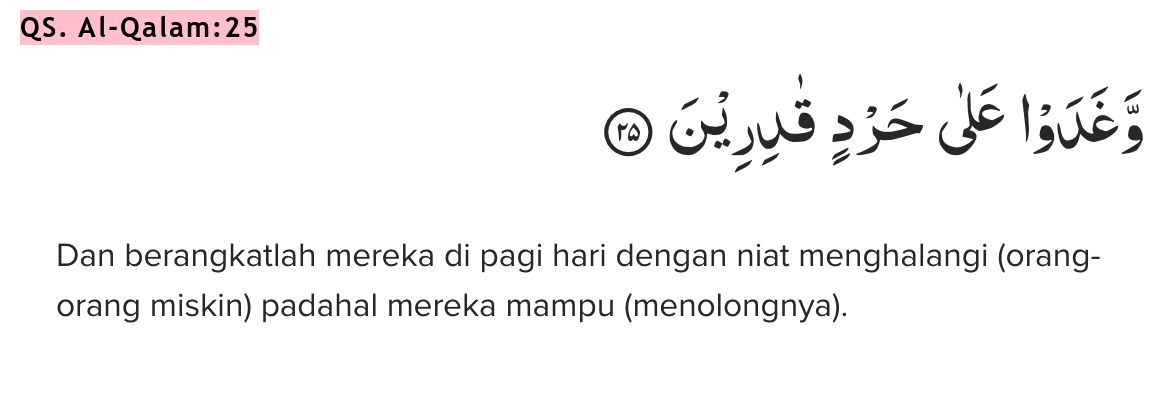 QS. Al-Qalam:25
وَّغَدَوْا عَلٰى حَرْدٍ قٰدِرِيْنَ ۝٢٥
Dan berangkatlah mereka di pagi hari dengan niat menghalangi (orang-
orang miskin) padahal mereka mampu (menolongnya).